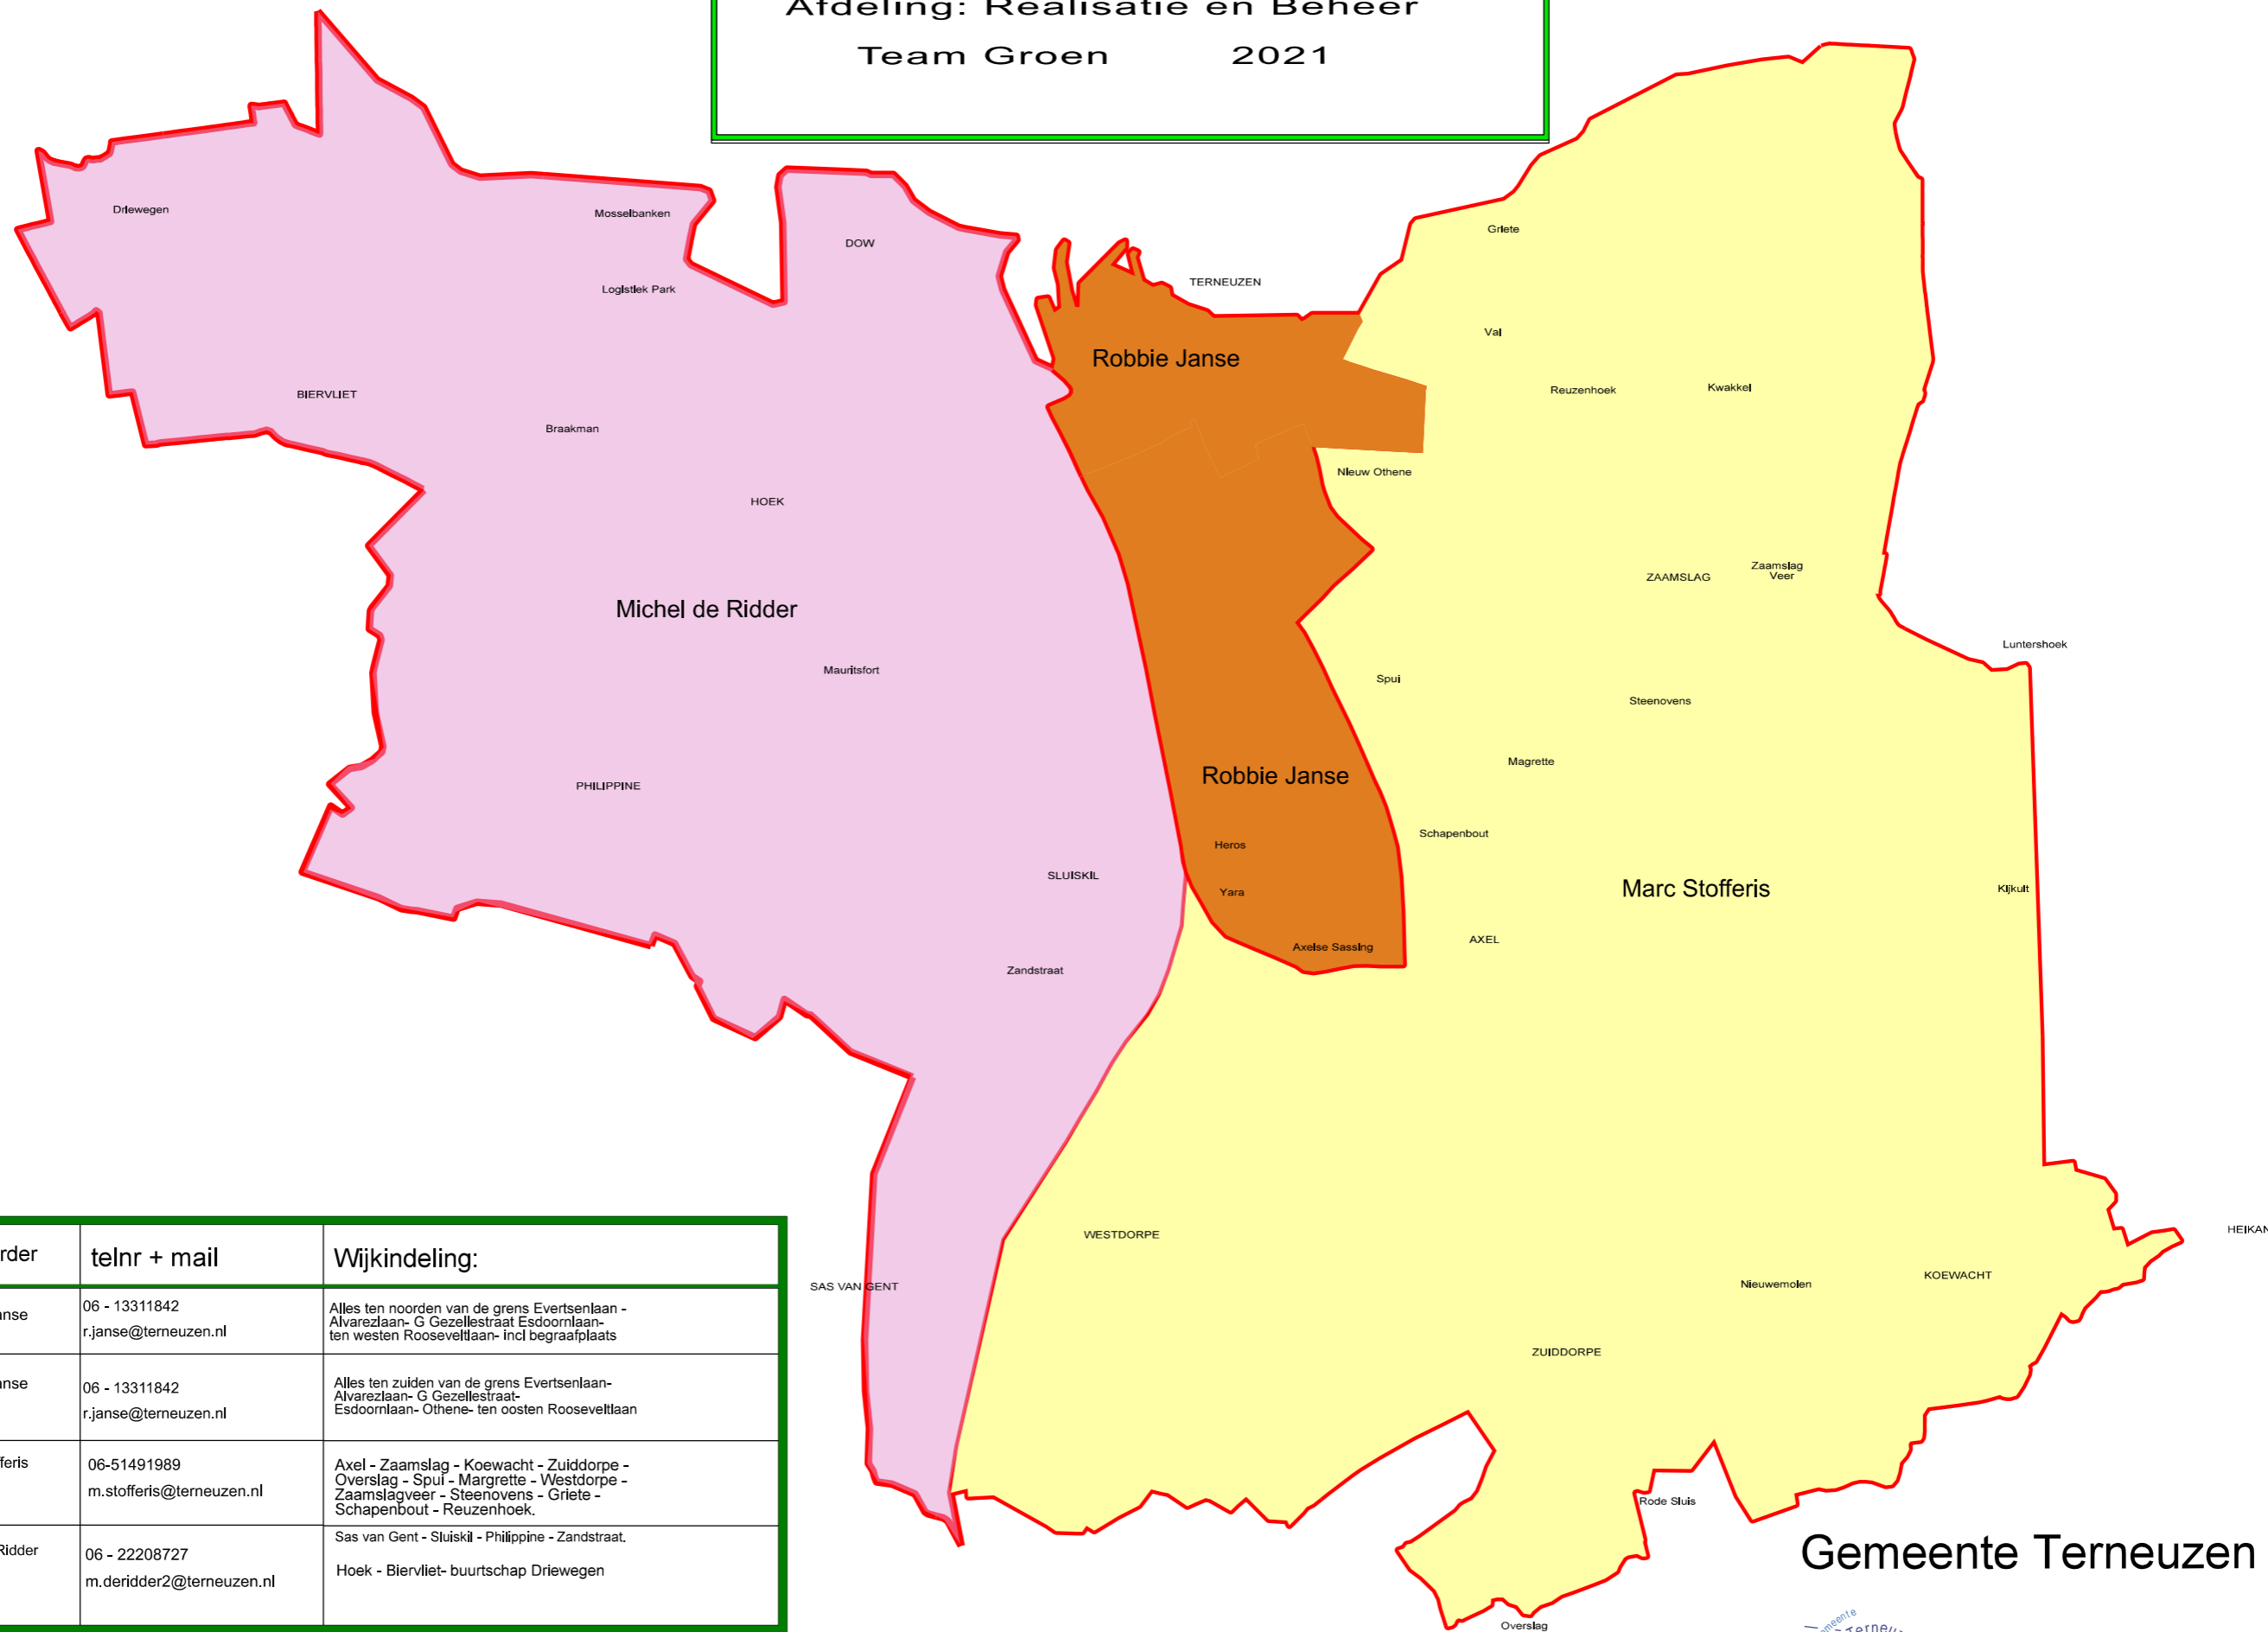 Afdeling: Realisatie en Beheer
Team Groen 2021
Driewegen
Mosselbanken
DOW
Griete
TERNEUZEN
Logistiek Park
Val
Robbie Janse
BIERVLIET
Reuzenhoek
Kwakkel
Braakman
Nieuw Othene
HOEK
Zaamslag
Veer
ZAAMSLAG
Michel de Ridder
Luntershoek
Mauritsfort
Spui
Steenovens
Magrette
Robbie Janse
PHILIPPINE
Schapenbout
Heros
SLUISKIL
Yara
Marc Stofferis
Kijkuit
AXEL
Axelse Sassing
Zandstraat
WESTDORPE
HEIKAN
KOEWACHT
Nieuwemolen
SAS VAN GENT
ZUIDDORPE
Rode Sluis
Overslag
rder telnr + mail Wijkindeling:
anse
06 - 13311842
r.janse@terneuzen.nl
Alles ten noorden van de grens Evertsenlaan -
Alvarezlaan- G Gezellestraat Esdoornlaan-
ten westen Rooseveltlaan- incl begraafplaats
anse
06 - 13311842
r.janse@terneuzen.nl
Alles ten zuiden van de grens Evertsenlaan-
Alvarezlaan- G Gezellestraat-
Esdoornlaan- Othene- ten oosten Rooseveltlaan
feris
06-51491989
m.stofferis@terneuzen.nl
Axel - Zaamslag - Koewacht - Zuiddorpe -
Overslag - Spui - Margrette - Westdorpe -
Zaamslagveer - Steenovens - Griete -
Schapenbout - Reuzenhoek.
Ridder
06 - 22208727
m.deridder2@terneuzen.nl
Sas van Gent - Sluiskil - Philippine - Zandstraat.
Hoek - Biervliet- buurtschap Driewegen
Gemeente Terneuzen